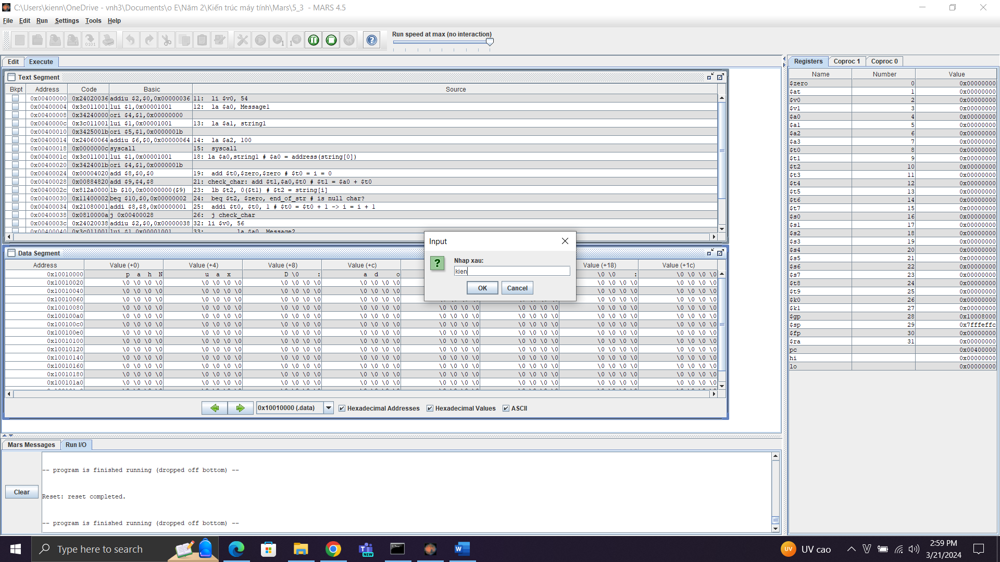 C:\Users\kienn\OneDrive - vnh3\Documents\o E\Năm 2\Kiến trúc máy tính\Mars\5_3 - MARS 4.5
File Edit Run Settings Tools Help
Run speed at max (no interaction)
Edit Execute
Text Segment
Bkpt Address Code Basic Source
0x00400000 0x24020036 addiu $2,$0,0x00000036 11: li $v0, 54
0x00400004 0x3c011001 lui $1,0x00001001 12: la $a0, Message1
0x00400008 0x34240000 ori $4,$1,0x00000000
0x0040000c 0x3c011001 lui $1,0x00001001 13: la $a1, string1
0x00400010 0x3425001b ori $5,$1,0x0000001b
0x00400014 0x24060064 addiu $6,$0,0x00000064 14: la $a2, 100
0x00400018 0x0000000c syscall 15: syscall
0x0040001c 0x3c011001 lui $1,0x00001001 18: la $a0,string1 # $a0 = address(string[0])
0x00400020 0x3424001b ori $4,$1,0x0000001b
0x00400024 0x00004020 add $8,$0,$0 19: add $t0,$zero,$zero # $t0 = i = 0
0x00400028 0x00884820 add $9,$4,$8 21: check_char: add $t1,$a0,$t0 # $t1 = $a0 + $t0
0x0040002c 0x812a0000 lb $10,0x00000000($9) 23: lb $t2, 0($t1) # $t2 = string[i]
0x00400030 0x11400002 beq $10,$0,0x00000002 24: beq $t2, $zero, end_of_str # is null char?
0x00400034 0x21080001 addi $8,$8,0x00000001 25: addi $t0, $t0, 1 # $t0 = $t0 + 1 -> i = i + 1
0x00400038 0x0810000a j 0x00400028 26: j check_char
0x0040003c 0x24020038 addiu $2,$0,0x00000038 32: li $v0, 56
0x00400040 0x3c011001 lui $1,0x00001001 33: la $a0, Message2
Input
Nhap xau:
kien
OK Cancel
Data Segment
Address Value (+0) Value (+4) Value (+8) Value (+c) Value (+18) Value (+1c)
0x10010000 p a h N u a x D \0 : a d o \0 \0 : \0 \0 \0 \0
0x10010020 \0 \0 \0 \0 \0 \0 \0 \0 \0 \0 \0 \0 \0 \0 \0 \0 \0 \0 \0 \0 \0 \0 \0 \0
0x10010040 \0 \0 \0 \0 \0 \0 \0 \0 \0 \0 \0 \0 \0 \0 \0 \0 \0 \0 \0 \0 \0 \0 \0 \0
0x10010060 \0 \0 \0 \0 \0 \0 \0 \0 \0 \0 \0 \0 \0 \0 \0 \0 \0 \0 \0 \0 \0 \0 \0 \0
0x10010080 \0 \0 \0 \0 \0 \0 \0 \0 \0 \0 \0 \0 \0 \0 \0 \0 \0 \0 \0 \0 \0 \0 \0 \0 \0 \0 \0 \0 \0 \0 \0 \0
0x100100a0 \0 \0 \0 \0 \0 \0 \0 \0 \0 \0 \0 \0 \0 \0 \0 \0 \0 \0 \0 \0 \0 \0 \0 \0 \0 \0 \0 \0 \0 \0 \0 \0
0x100100c0 \0 \0 \0 \0 \0 \0 \0 \0 \0 \0 \0 \0 \0 \0 \0 \0 \0 \0 \0 \0 \0 \0 \0 \0 \0 \0 \0 \0 \0 \0 \0 \0
0x100100e0 \0 \0 \0 \0 \0 \0 \0 \0 \0 \0 \0 \0 \0 \0 \0 \0 \0 \0 \0 \0 \0 \0 \0 \0 \0 \0 \0 \0 \0 \0 \0 \0
0x10010100 \0 \0 \0 \0 \0 \0 \0 \0 \0 \0 \0 \0 \0 \0 \0 \0 \0 \0 \0 \0 \0 \0 \0 \0 \0 \0 \0 \0 \0 \0 \0 \0
0x10010120 \0 \0 \0 \0 \0 \0 \0 \0 \0 \0 \0 \0 \0 \0 \0 \0 \0 \0 \0 \0 \0 \0 \0 \0 \0 \0 \0 \0 \0 \0 \0 \0
0x10010140 \0 \0 \0 \0 \0 \0 \0 \0 \0 \0 \0 \0 \0 \0 \0 \0 \0 \0 \0 \0 \0 \0 \0 \0 \0 \0 \0 \0 \0 \0 \0 \0
0x10010160 \0 \0 \0 \0 \0 \0 \0 \0 \0 \0 \0 \0 \0 \0 \0 \0 \0 \0 \0 \0 \0 \0 \0 \0 \0 \0 \0 \0 \0 \0 \0 \0
0x10010180 \0 \0 \0 \0 \0 \0 \0 \0 \0 \0 \0 \0 \0 \0 \0 \0 \0 \0 \0 \0 \0 \0 \0 \0 \0 \0 \0 \0 \0 \0 \0 \0
0x100101a0 \0 \0 \0 \0 \0 \0 \0 \0 \0 \0 \0 \0 \0 \0 \0 \0 \0 \0 \0 \0 \0 \0 \0 \0 \0 \0 \0 \0 \0 \0 \0 \0
0x10010000 (.data) Hexadecimal Addresses Hexadecimal Values ASCII
Mars Messages Run I/O
-- program is finished running (dropped off bottom) --
Clear
Reset: reset completed.
-- program is finished running (dropped off bottom) --
Registers Coproc 1 Coproc 0
Name Number Value
$zero 0 0x00000000
$at 1 0x00000000
$v0 2 0x00000000
$v1 3 0x00000000
$a0 4 0x00000000
$a1 5 0x00000000
$a2 6 0x00000000
$a3 7 0x00000000
$t0 8 0x00000000
$t1 9 0x00000000
$t2 10 0x00000000
$t3 11 0x00000000
$t4 12 0x00000000
$t5 13 0x00000000
$t6 14 0x00000000
$t7 15 0x00000000
$s0 16 0x00000000
$s1 17 0x00000000
$s2 18 0x00000000
$s3 19 0x00000000
$s4 20 0x00000000
$s5 21 0x00000000
$s6 22 0x00000000
$s7 23 0x00000000
$t8 24 0x00000000
$t9 25 0x00000000
$k0 26 0x00000000
$k1 27 0x00000000
$gp 28 0x10008000
$sp 29 0x7fffeffc
$fp 30 0x00000000
$ra 31 0x00000000
pc 0x00400000
hi 0x00000000
lo 0x00000000
Type here to search
NEW
UV UV cao
2:59 PM
3/21/2024